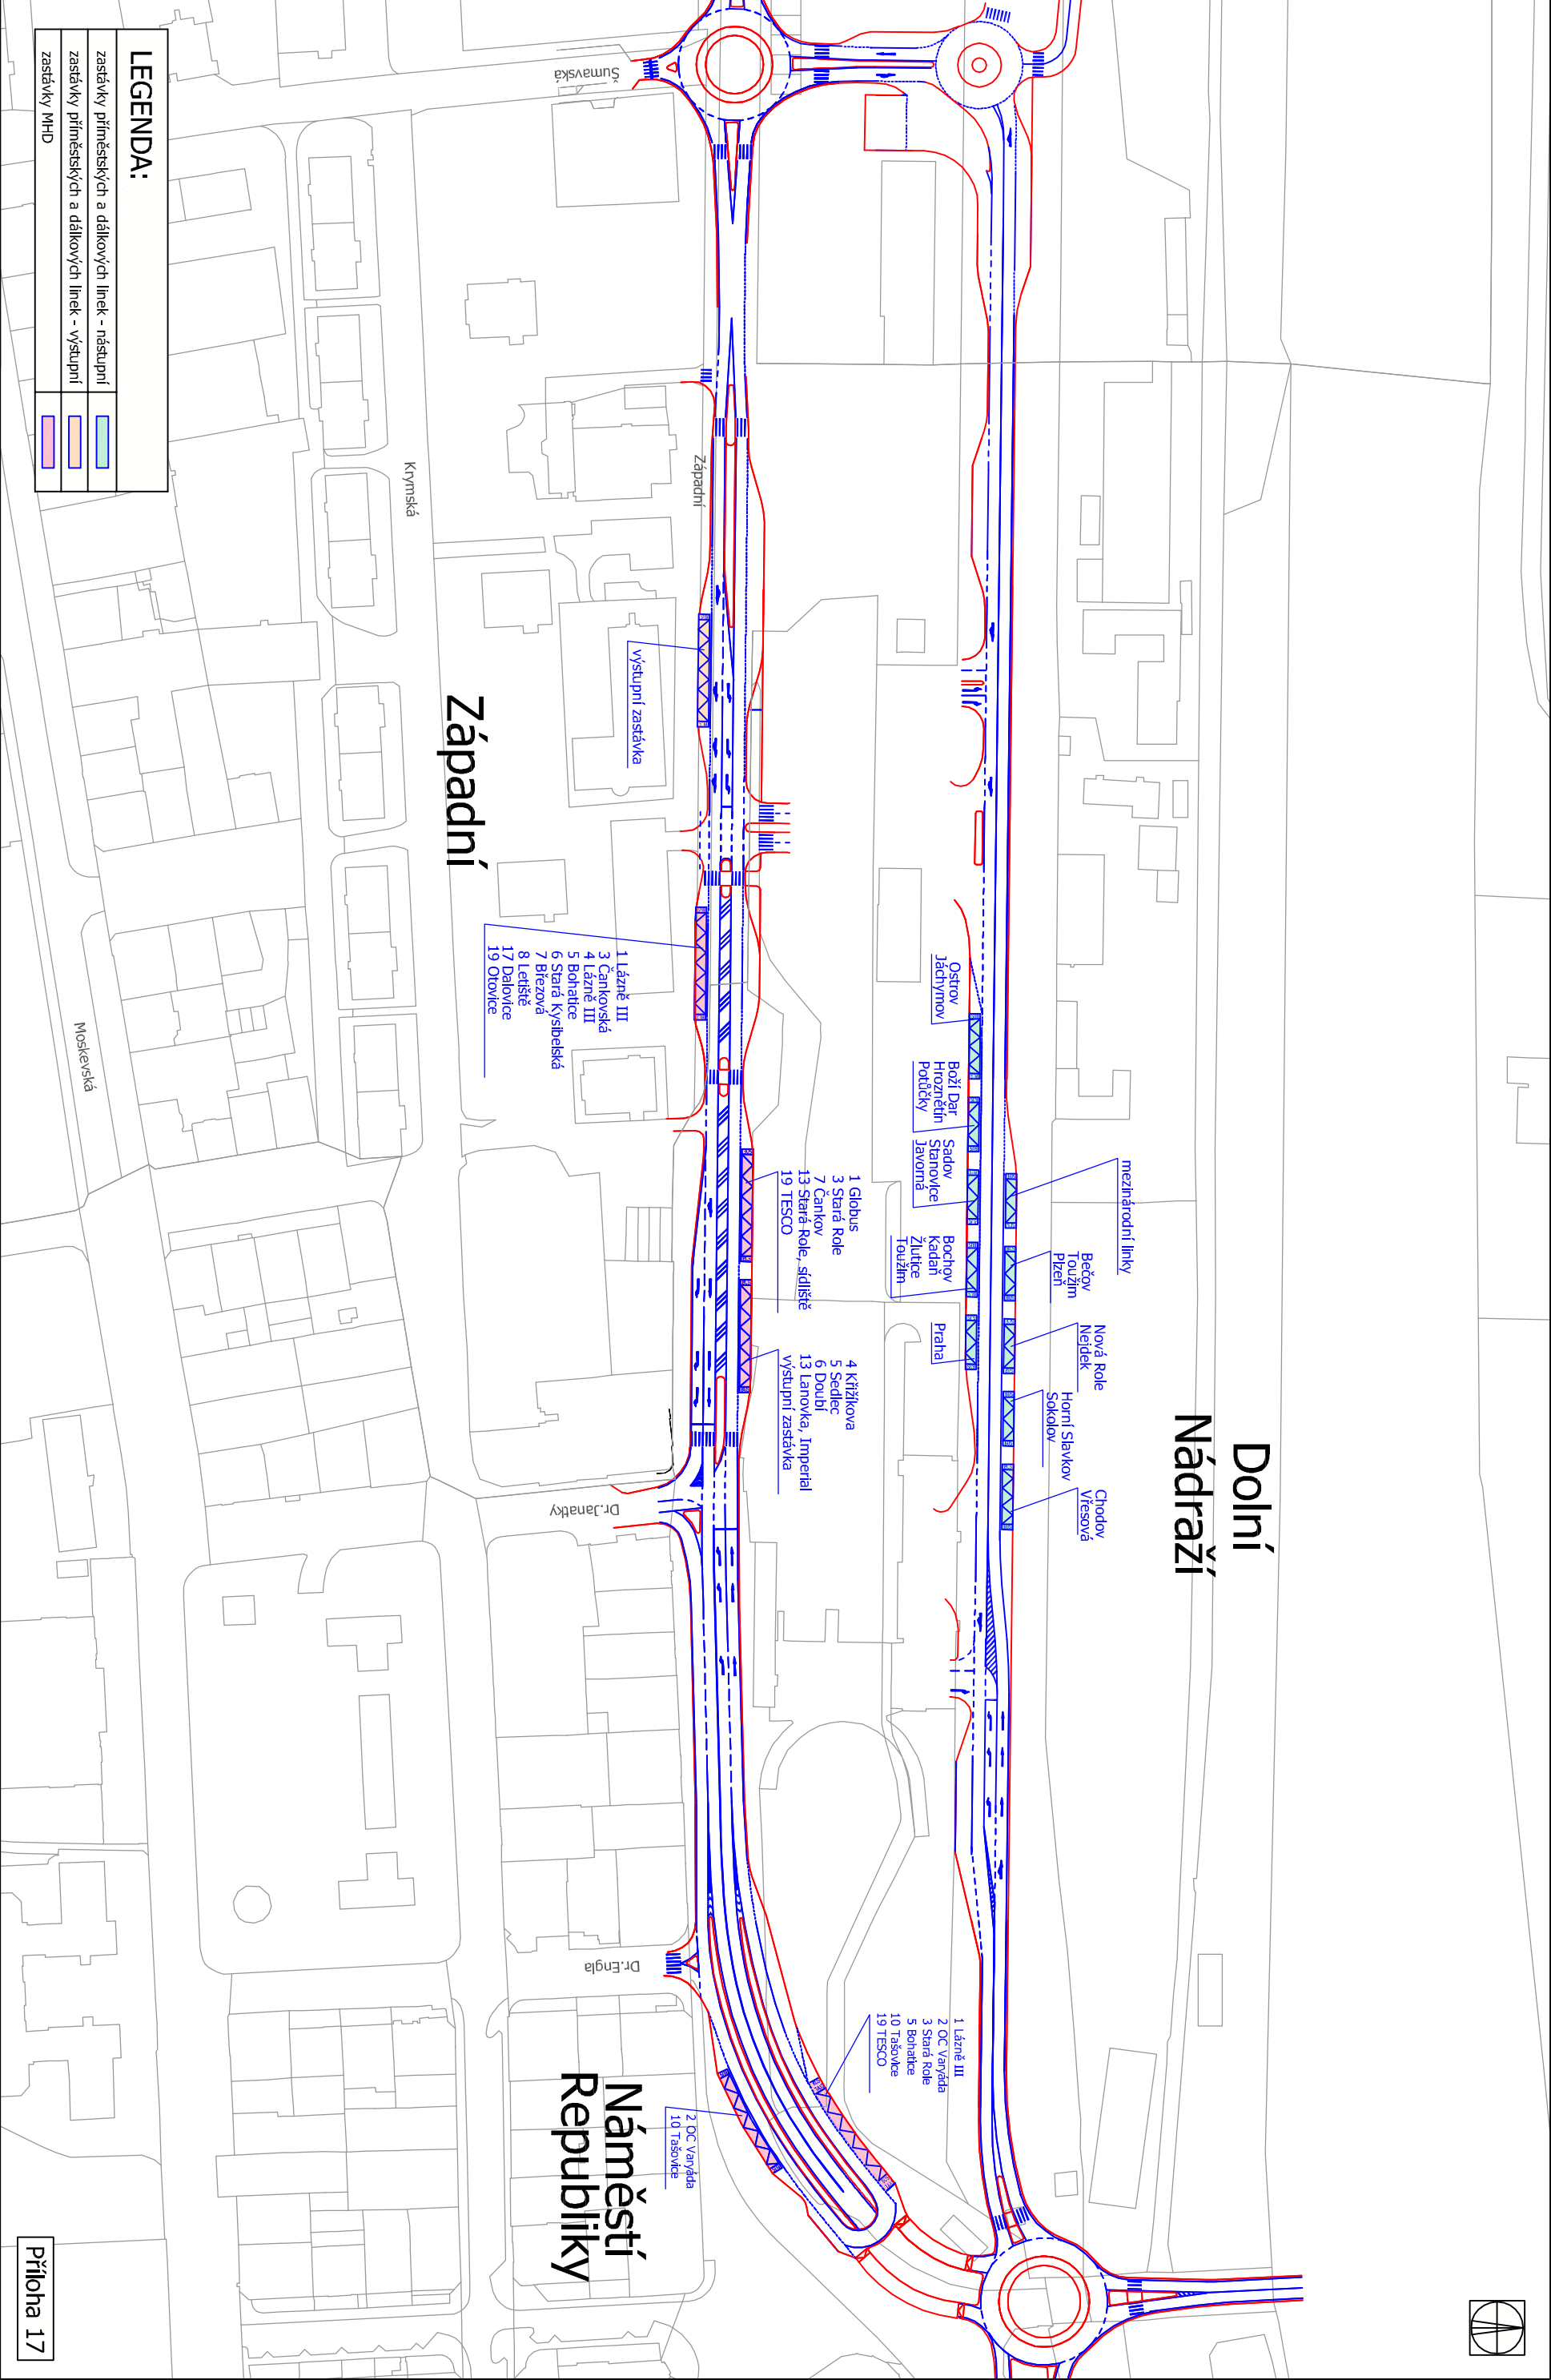 LEGENDA:
zastávky příměstských a dálkových linek - nástupní
zastávky příměstských a dálkových linek - výstupní
zastávky MHD
Dolní
Nádraží
mezinárodní linky
Bečov
Toužim
Plzeň
Nová Role
Nejdek
Horní Slavkov
Sokolov
Chodov
Vřesová
Ostrov
Jáchymov
Boží Dar
Hroznětín
Potůčky
Sadov
Stanovice
Javorná
Bochov
Kadaň
Žlutice
Toužim
Praha
1 Globus
3 Stará Role
7 Čankov
13 Stará Role, sídliště
19 TESCO
4 Křižíkova
5 Sedlec
6 Doubí
13 Lanovka, Imperial
výstupní zastávka
1 Lázně III
2 OC Varyáda
3 Stará Role
5 Bohatice
10 Tašovice
19 TESCO
Šumavská
Západní
výstupní zastávka
1 Lázně III
3 Čankovská
4 Lázně III
5 Bohatice
6 Stará Kysibelská
7 Březová
8 Letiště
17 Dalovice
19 Otovice
Dr.Janatky
Dr.Engla
2 OC Varyáda
10 Tašovice
Západní
Náměstí
Republiky
Krymská
Moskevská
Příloha 17